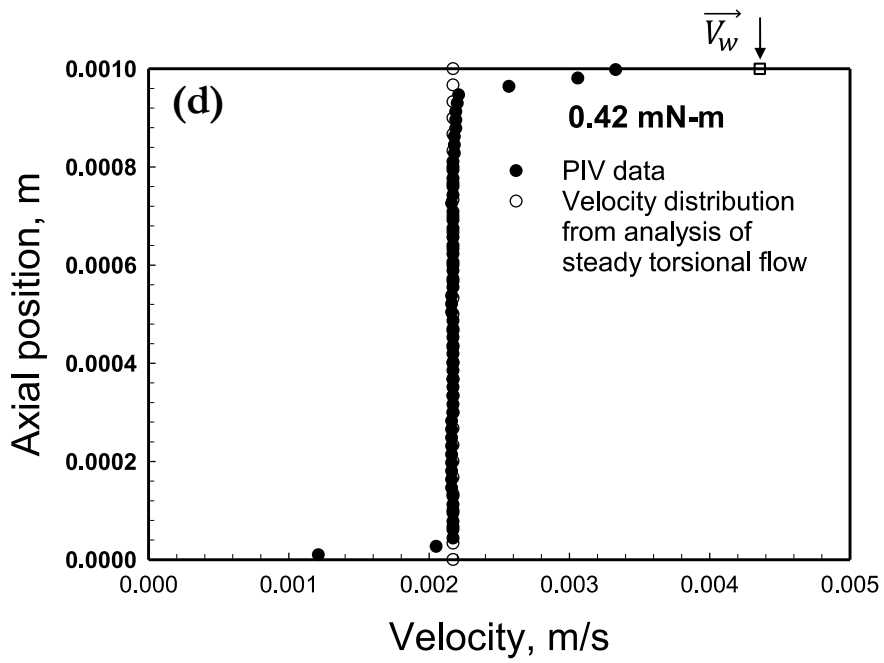 V_w
(d)
0.42 mN-m
PIV data
Velocity distribution
from analysis of
steady torsional flow
Axial position, m
0.0010
0.0008
0.0006
0.0004
0.0002
0.0000
0.000 0.001 0.002 0.003 0.004 0.005
Velocity, m/s